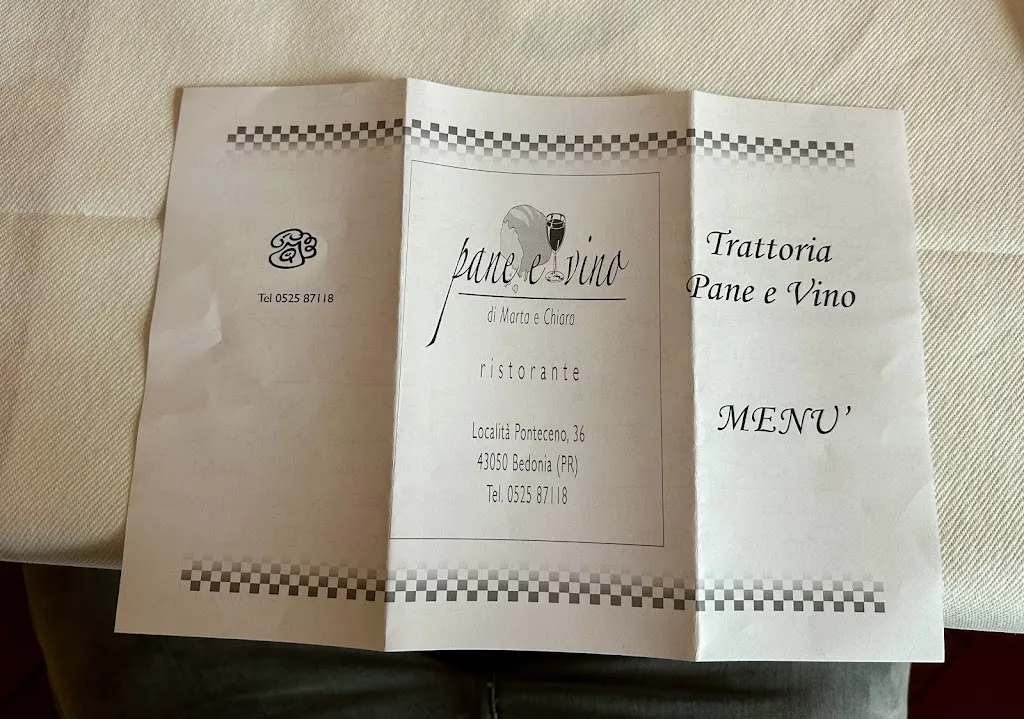 Tel 0525 87118
pane e vino
di Marta e Chiara
ristorante
Località Ponteceno, 36
43050 Bedonia (PR)
Tel. 0525 87118
Trattoria
Pane e Vino
MENU'